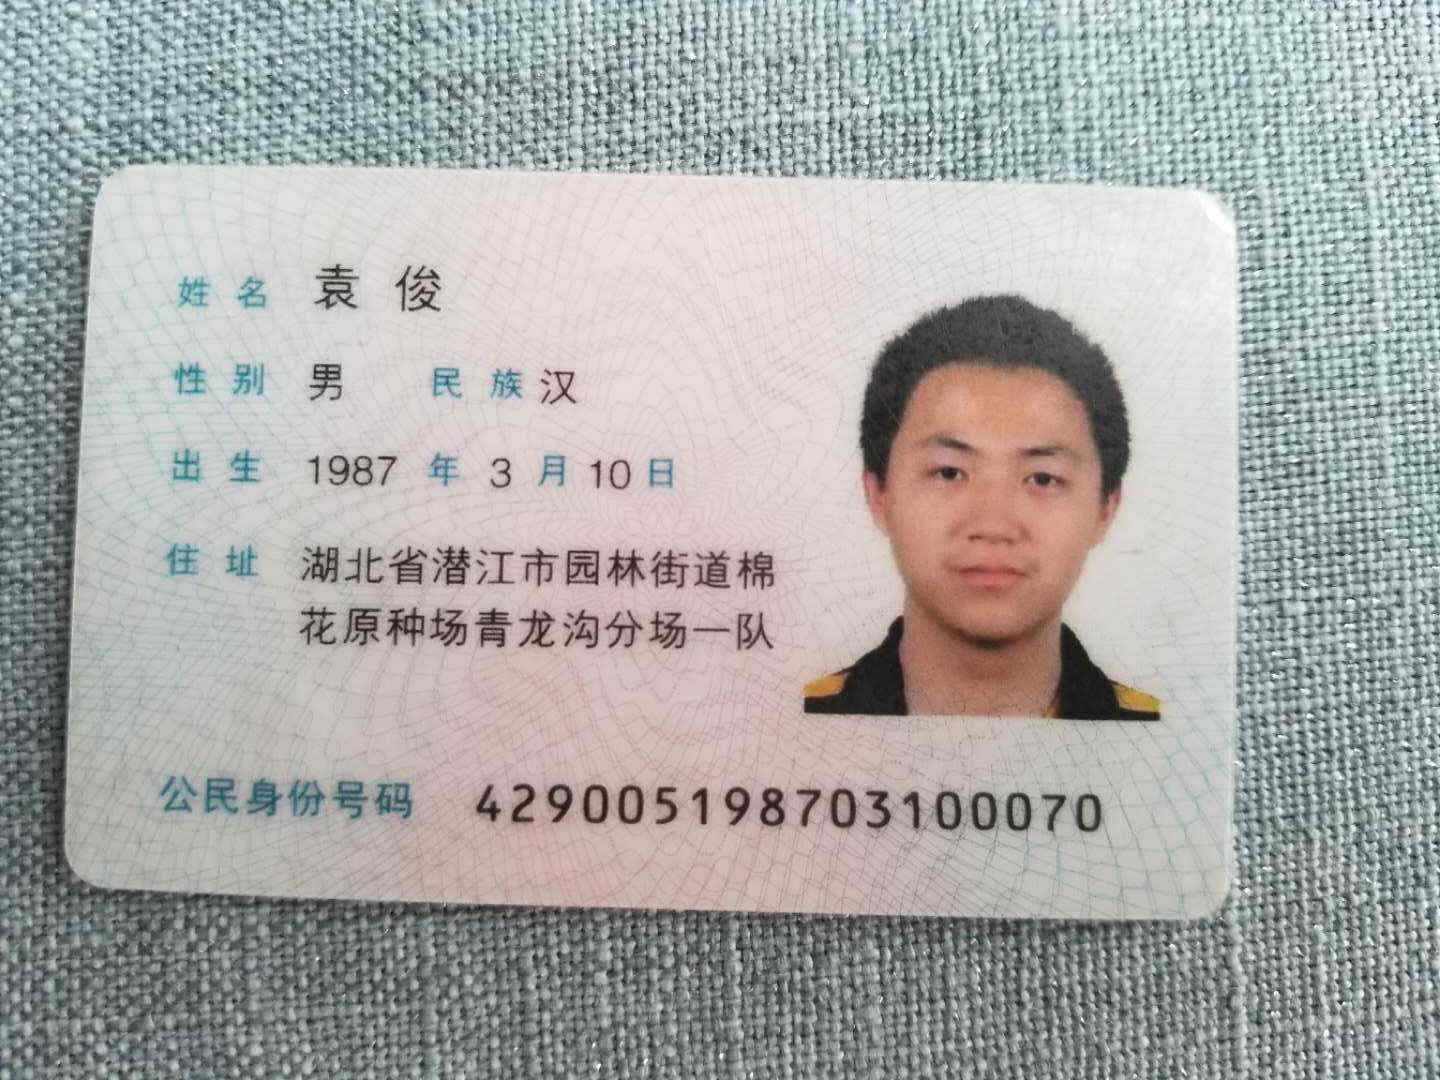 姓名 袁俊
性别 男 民族 汉
出生 1987 年 3 月 10 日
住址 湖北省潜江市园林街道棉
花原种场青龙沟分场一队
公民身份号码 429005198703100070